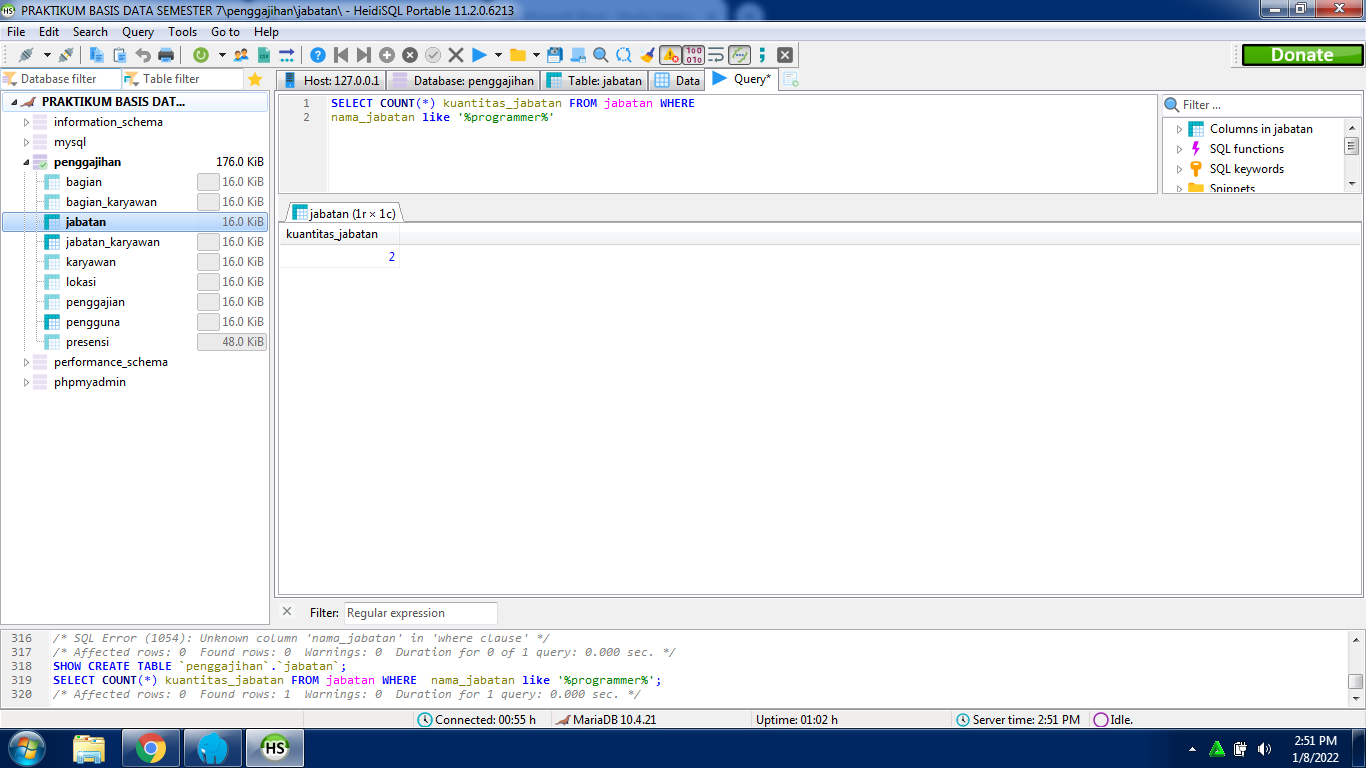 PRAKTIKUM BASIS DATA SEMESTER 7\penggajihan\jabatan\ - HeidiSQL Portable 11.2.0.6213
File Edit Search Query Tools Go to Help
Donate
Database filter Table filter
Host: 127.0.0.1 Database: penggajihan Table: jabatan Data Query*
PRAKTIKUM BASIS DAT...
information_schema
mysql
penggajihan 176.0 KiB
bagian 16.0 KiB
bagian_karyawan 16.0 KiB
jabatan 16.0 KiB
jabatan_karyawan 16.0 KiB
karyawan 16.0 KiB
lokasi 16.0 KiB
penggajian 16.0 KiB
pengguna 16.0 KiB
presensi 48.0 KiB
performance_schema
phpmyadmin
1 SELECT COUNT(*) kuantitas_jabatan FROM jabatan WHERE
2 nama_jabatan like '%programmer%'
Filter ...
Columns in jabatan
SQL functions
SQL keywords
Snippets
jabatan (1r × 1c)
kuantitas_jabatan
2
Filter: Regular expression
316 /* SQL Error (1054): Unknown column 'nama_jabatan' in 'where clause' */
317 /* Affected rows: 0 Found rows: 0 Warnings: 0 Duration for 0 of 1 query: 0.000 sec. */
318 SHOW CREATE TABLE `penggajihan`.`jabatan`;
319 SELECT COUNT(*) kuantitas_jabatan FROM jabatan WHERE  nama_jabatan like '%programmer%';
320 /* Affected rows: 0 Found rows: 1 Warnings: 0 Duration for 1 query: 0.000 sec. */
Connected: 00:55 h MariaDB 10.4.21 Uptime: 01:02 h Server time: 2:51 PM Idle.
HS
2:51 PM
1/8/2022